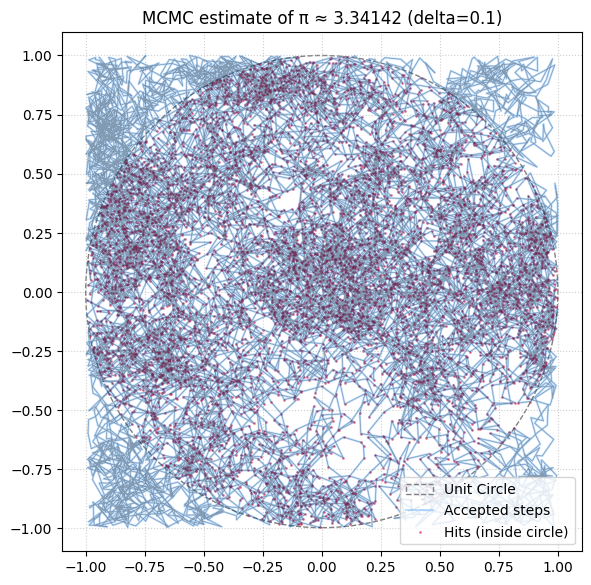 MCMC estimate of π ≈ 3.34142 (delta=0.1)
1.00
0.75
0.50
0.25
0.00
−0.25
−0.50
−0.75
−1.00
Unit Circle
Accepted steps
Hits (inside circle)
−1.00 −0.75 −0.50 −0.25 0.00 0.25 0.50 0.75 1.00